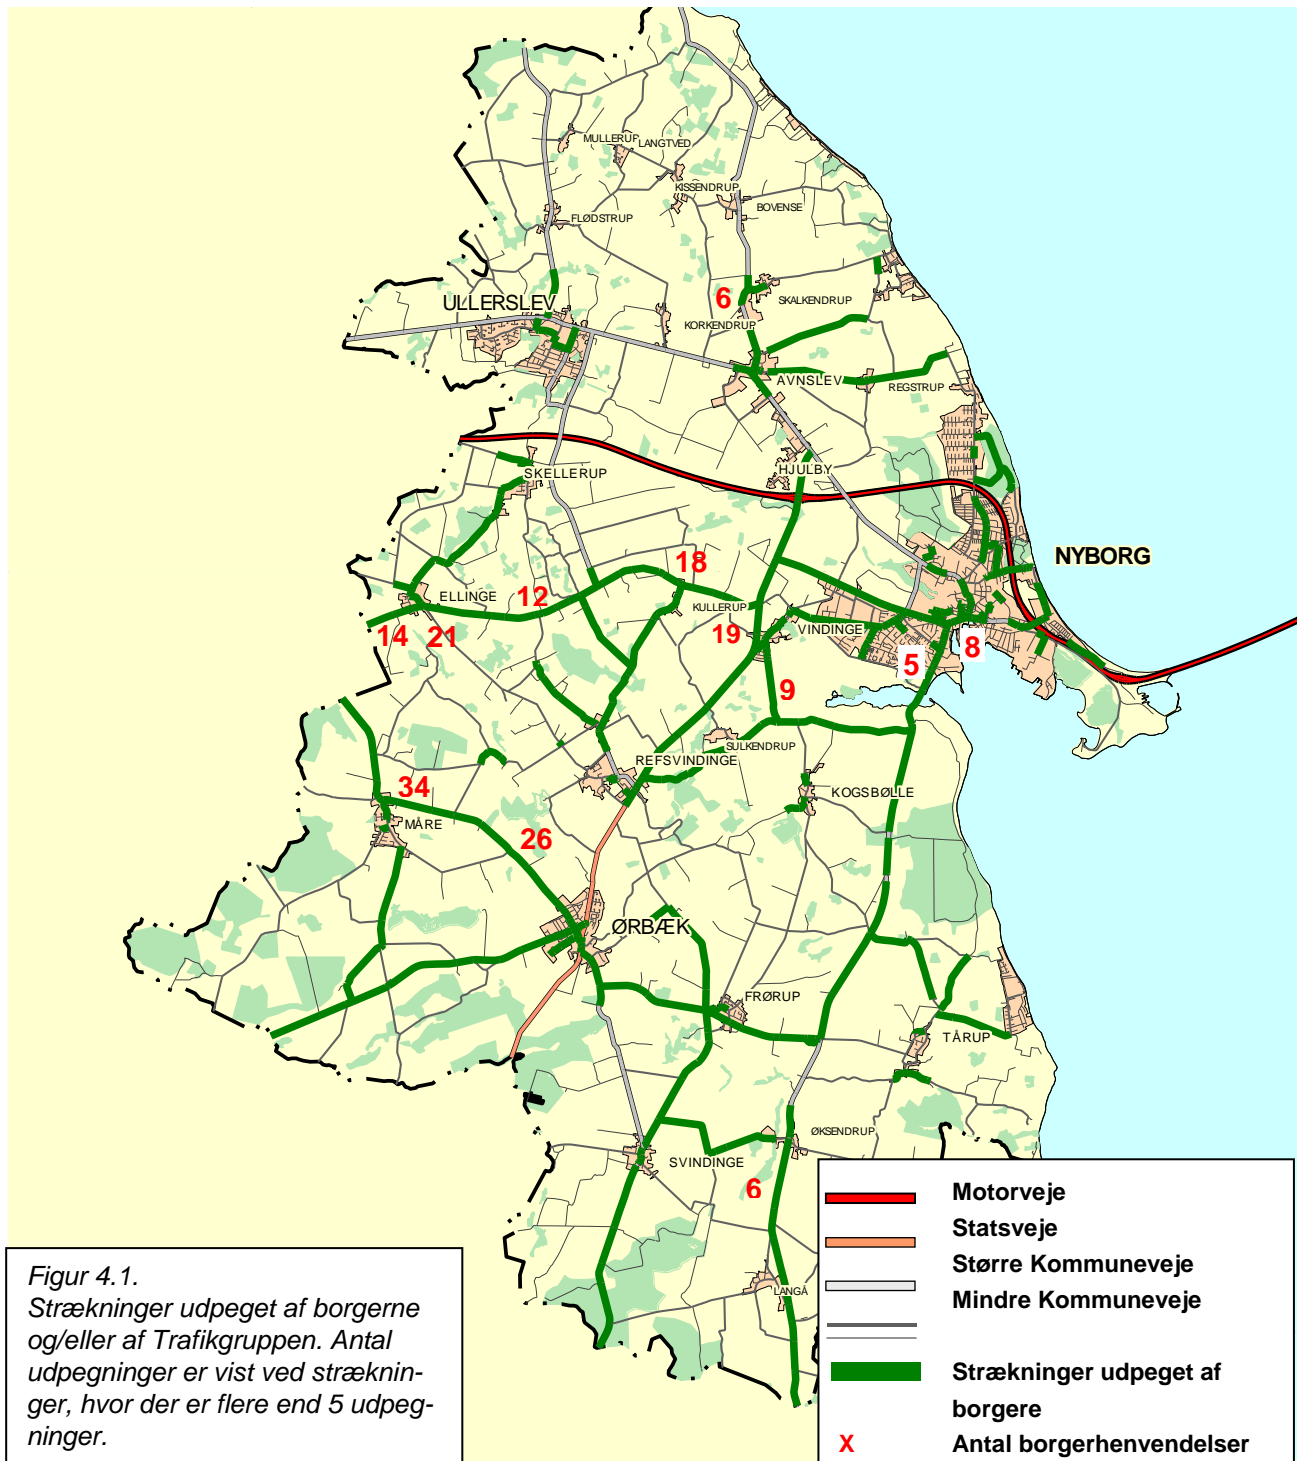 MULLERUP
LANGTVED
KISSENDRUP
BOVENSE
FLØDSTRUP
ULLERSLEV
6
SKALKENDRUP
KORKENDRUP
AVNSLEV
REGSTRUP
HJULBY
SKELLERUP
NYBORG
18
ELLINGE
12
KULLERUP
14
21
19
VINDINGE
5
8
9
SULKENDRUP
REFSVINDINGE
34
KOGSBØLLE
MÅRE
26
ØRBÆK
FRØRUP
TÅRUP
ØKSENDRUP
SVINDINGE
6
LANGÅ
Figur 4.1.
Strækninger udpeget af borgerne
og/eller af Trafikgruppen. Antal
udpegninger er vist ved stræknin-
ger, hvor der er flere end 5 udpeg-
ninger.
Motorveje
Statsveje
Større Kommuneveje
Mindre Kommuneveje
Strækninger udpeget af
borgere
X Antal borgerhenvendelser